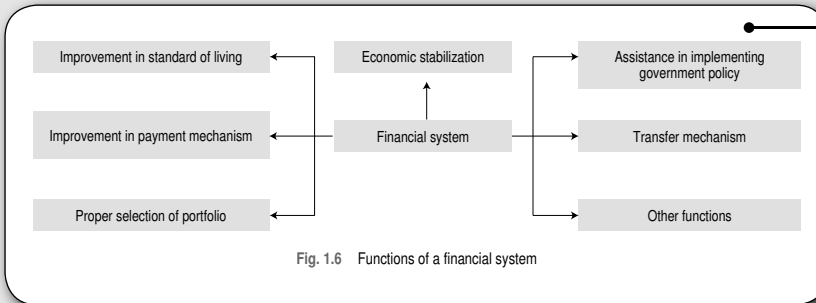 Improvement in standard of living
Economic stabilization
Assistance in implementing
government policy
Improvement in payment mechanism
Financial system
Transfer mechanism
Proper selection of portfolio
Other functions
Fig. 1.6 Functions of a financial system